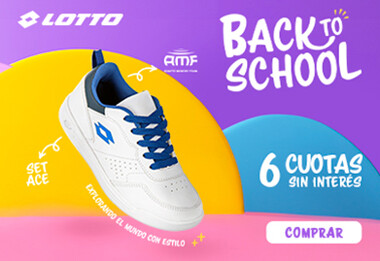 LOTTO
BACK TO
SCHOOL
AMF
SET
ACE
6 CUOTAS
SIN INTERÉS
EXPLORANDO EL MUNDO CON ESTILO
COMPRAR